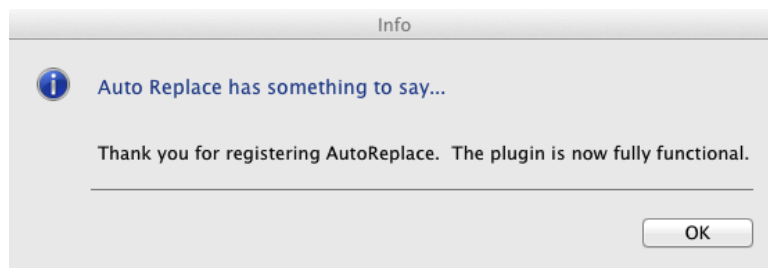 Info
Auto Replace has something to say...
Thank you for registering AutoReplace.  The plugin is now fully functional.
OK